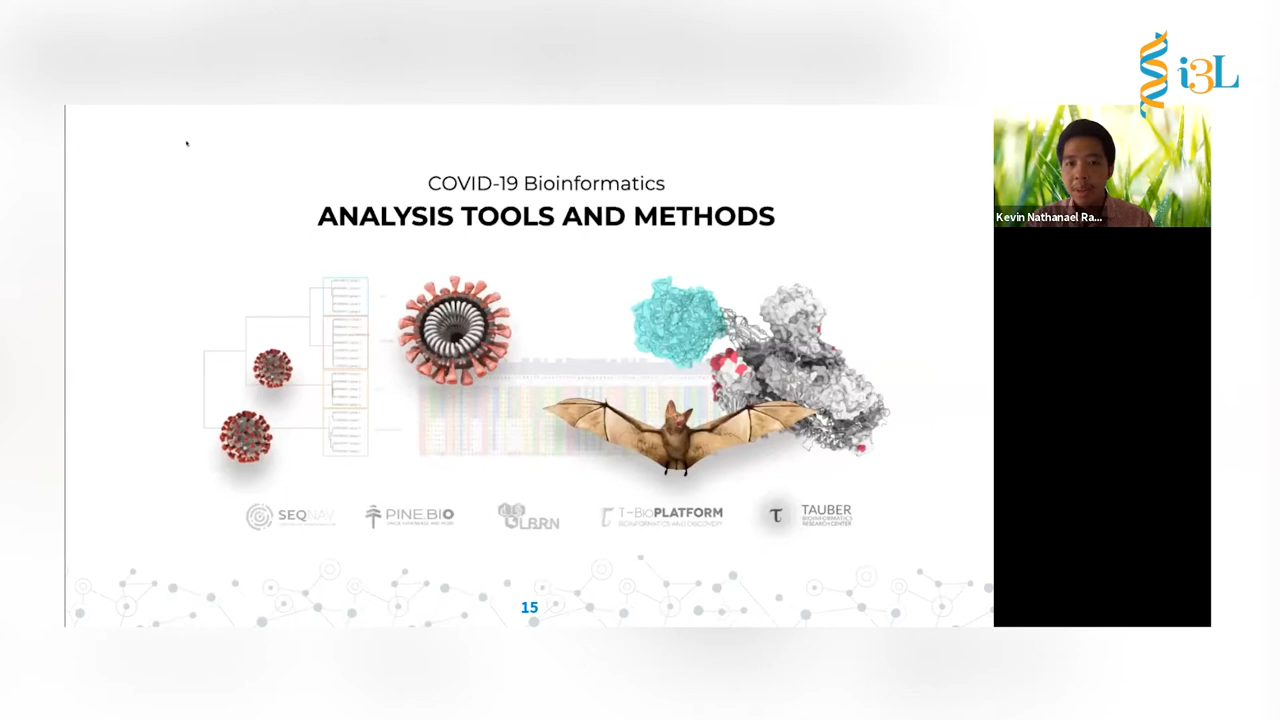 i3L
COVID-19 Bioinformatics
ANALYSIS TOOLS AND METHODS
Kevin Nathanael Ra...
SEQNAV
PINE.BIO
LBRN
T-BioPLATFORM
BIOINFORMATICS AND DISCOVERY
TAUBER
BIOINFORMATICS
RESEARCH CENTER
15